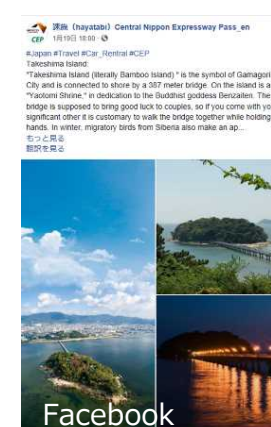 速旅（hayatabi）Central Nippon Expressway Pass_en
1月19日 18:00
CEP
#Japan #Travel #Car_Rentral #CEP
Takeshima Island:
"Takeshima Island (literally Bamboo Island) " is the symbol of Gamagori
City and is connected to shore by a 387 meter bridge. On the island is a
"Yaotomi Shrine," in dedication to the Buddhist goddess Benzaiten. The
bridge is supposed to bring good luck to couples, so if you come with yo
significant other it is customary to walk the bridge together while holding
hands. In winter, migratory birds from Siberia also make an ap...
もっと見る
翻訳を見る
Facebook